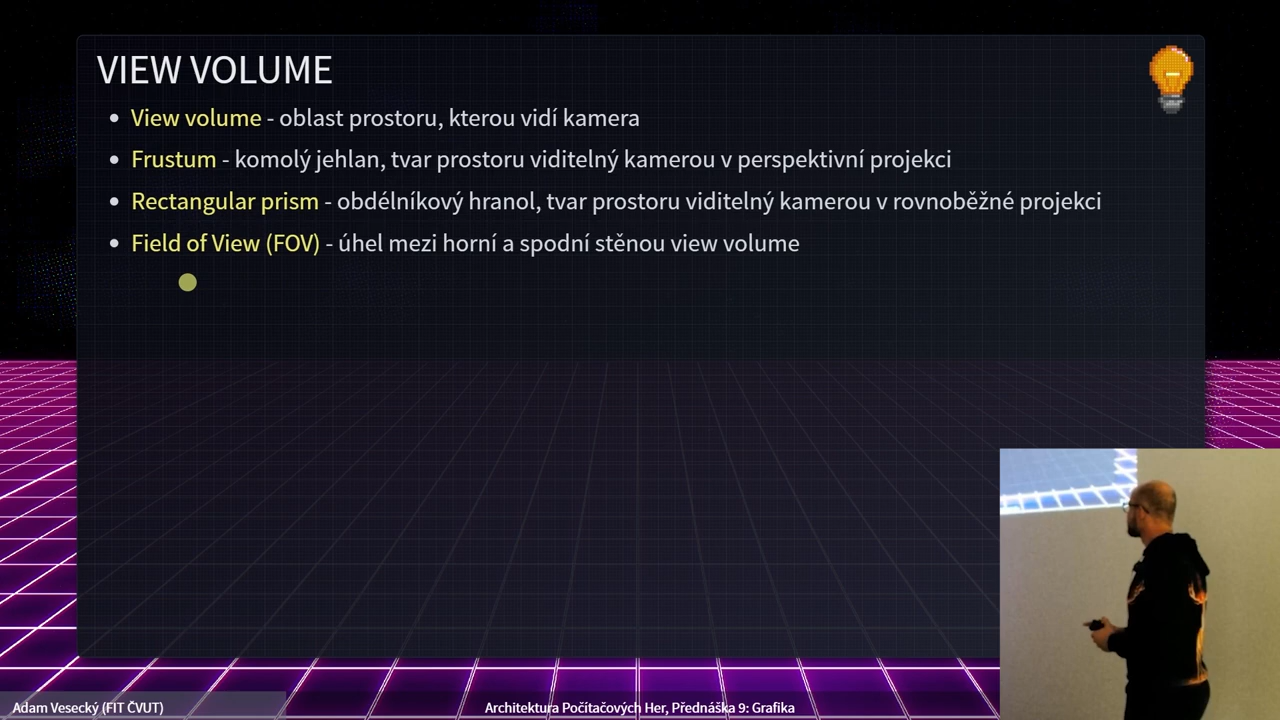 VIEW VOLUME
View volume - oblast prostoru, kterou vidí kamera
Frustum - komolý jehlan, tvar prostoru viditelný kamerou v perspektivní projekci
Rectangular prism - obdélníkový hranol, tvar prostoru viditelný kamerou v rovnoběžné projekci
Field of View (FOV) - úhel mezi horní a spodní stěnou view volume
Adam Vesecký (FIT ČVUT)
Architektura Počítačových Her, Přednáška 9: Grafika